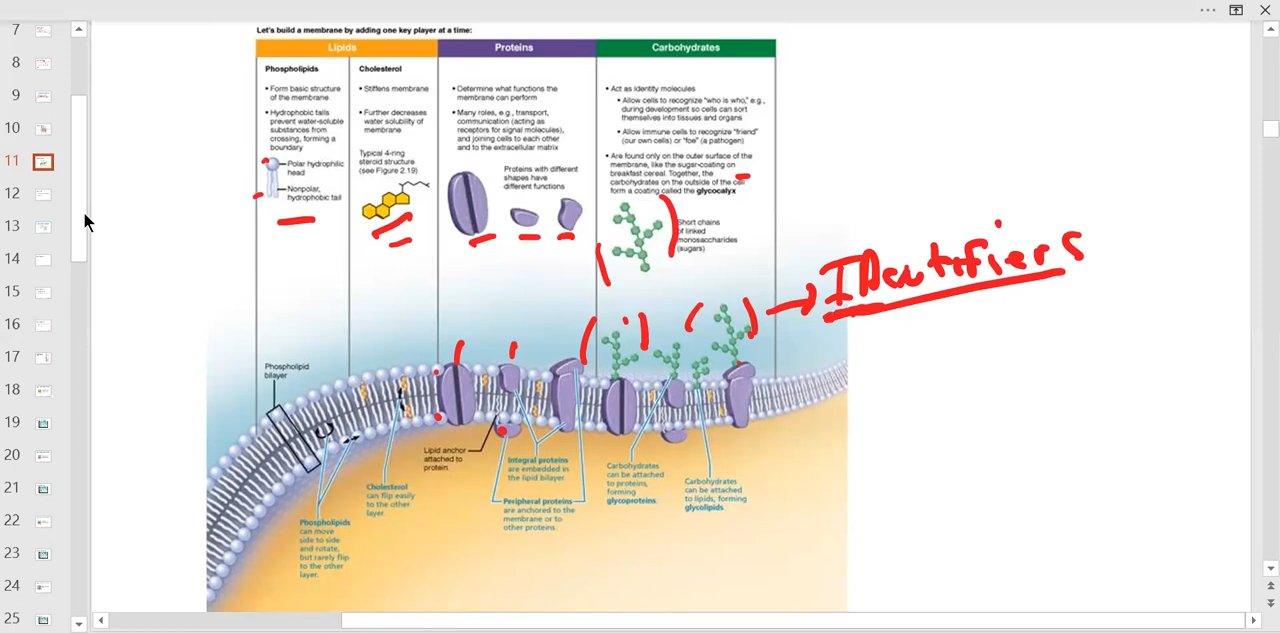 7
8
9
10
11
12
13
14
15
16
17
18
19
20
21
22
23
24
25
Let's build a membrane by adding one key player at a time:
Lipids
Proteins
Carbohydrates
Phospholipids
• Form basic structure
of the membrane
• Hydrophobic tails
prevent water-soluble
substances from
crossing, forming a
boundary
Polar hydrophilic
head
Nonpolar,
hydrophobic tail
Cholesterol
• Stiffens membrane
• Further decreases
water solubility of
membrane
Typical 4-ring
steroid structure
(see Figure 2.19)
• Determine what functions the
membrane can perform
• Many roles, e.g., transport,
communication (acting as
receptors for signal molecules),
and joining cells to each other
and to the extracellular matrix
Proteins with different
shapes have
different functions
• Act as identity molecules
• Allow cells to recognize "who is who," e.g.,
during development so cells can sort
themselves into tissues and organs
• Allow immune cells to recognize "friend"
(our own cells) or "foe" (a pathogen)
• Are found only on the outer surface of the
membrane, like the sugar-coating on
breakfast cereal. Together, the
carbohydrates on the outside of the cell
form a coating called the glycocalyx
Short chains
of linked
monosaccharides
(sugars)
IDentifiers
Phospholipid
bilayer
Lipid anchor
attached to
protein.
Integral proteins
are embedded in
the lipid bilayer.
Carbohydrates
can be attached
to proteins,
forming
glycoproteins.
Carbohydrates
can be attached
to lipids, forming
glycolipids.
Cholesterol
can flip easily
to the other
layer.
Peripheral proteins
are anchored to the
membrane or to
other proteins.
Phospholipids
can move
side to side
and rotate,
but rarely flip
to the other
layer.